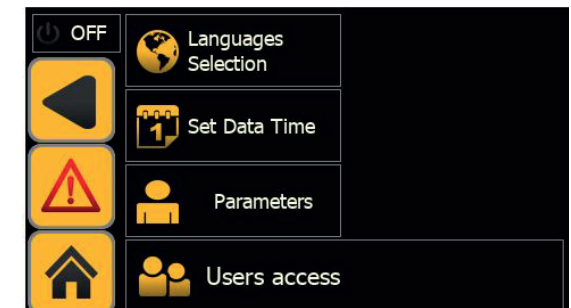 OFF
Languages
Selection
1
Set Data Time
Parameters
Users access